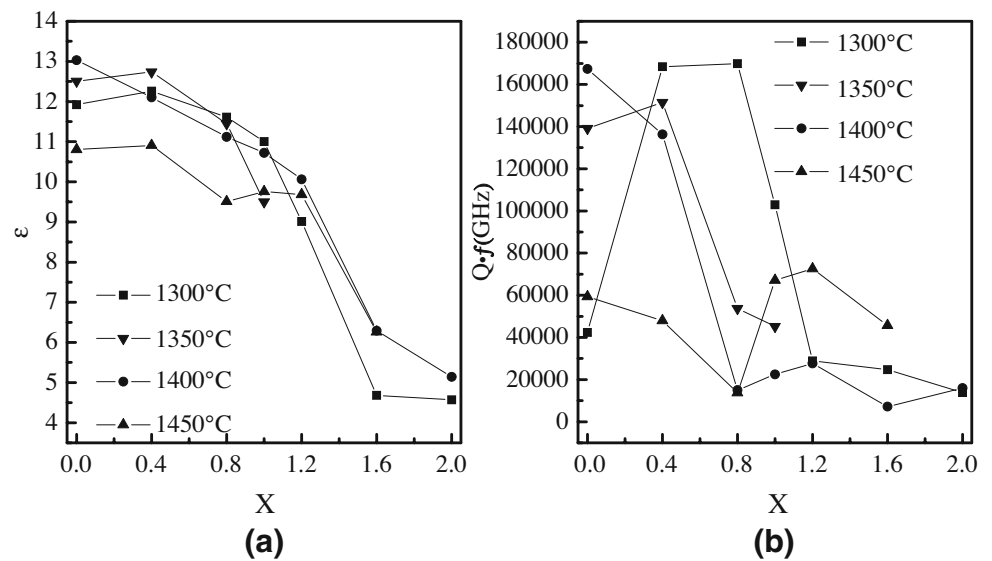 14
13
12
11
10
9
8
7
6
5
4
ε
1300°C
1350°C
1400°C
1450°C
0.0 0.4 0.8 1.2 1.6 2.0
X
(a)
180000
160000
140000
120000
100000
80000
60000
40000
20000
0
Q•f(GHz)
1300°C
1350°C
1400°C
1450°C
0.0 0.4 0.8 1.2 1.6 2.0
X
(b)